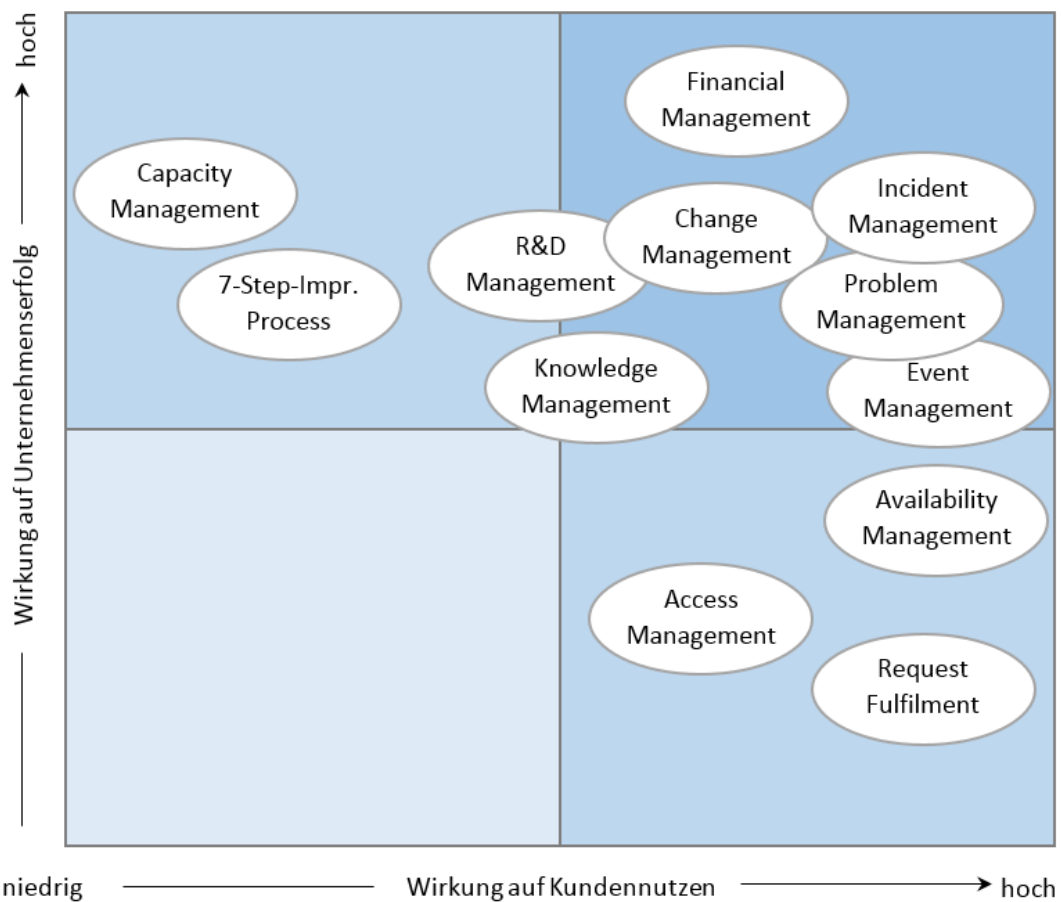 hoch
Wirkung auf Unternehmenserfolg
Financial
Management
Capacity
Management
Incident
Management
Change
Management
R&D
Management
7-Step-Impr.
Process
Problem
Management
Knowledge
Management
Event
Management
Availability
Management
Access
Management
Request
Fulfilment
niedrig
Wirkung auf Kundennutzen
hoch